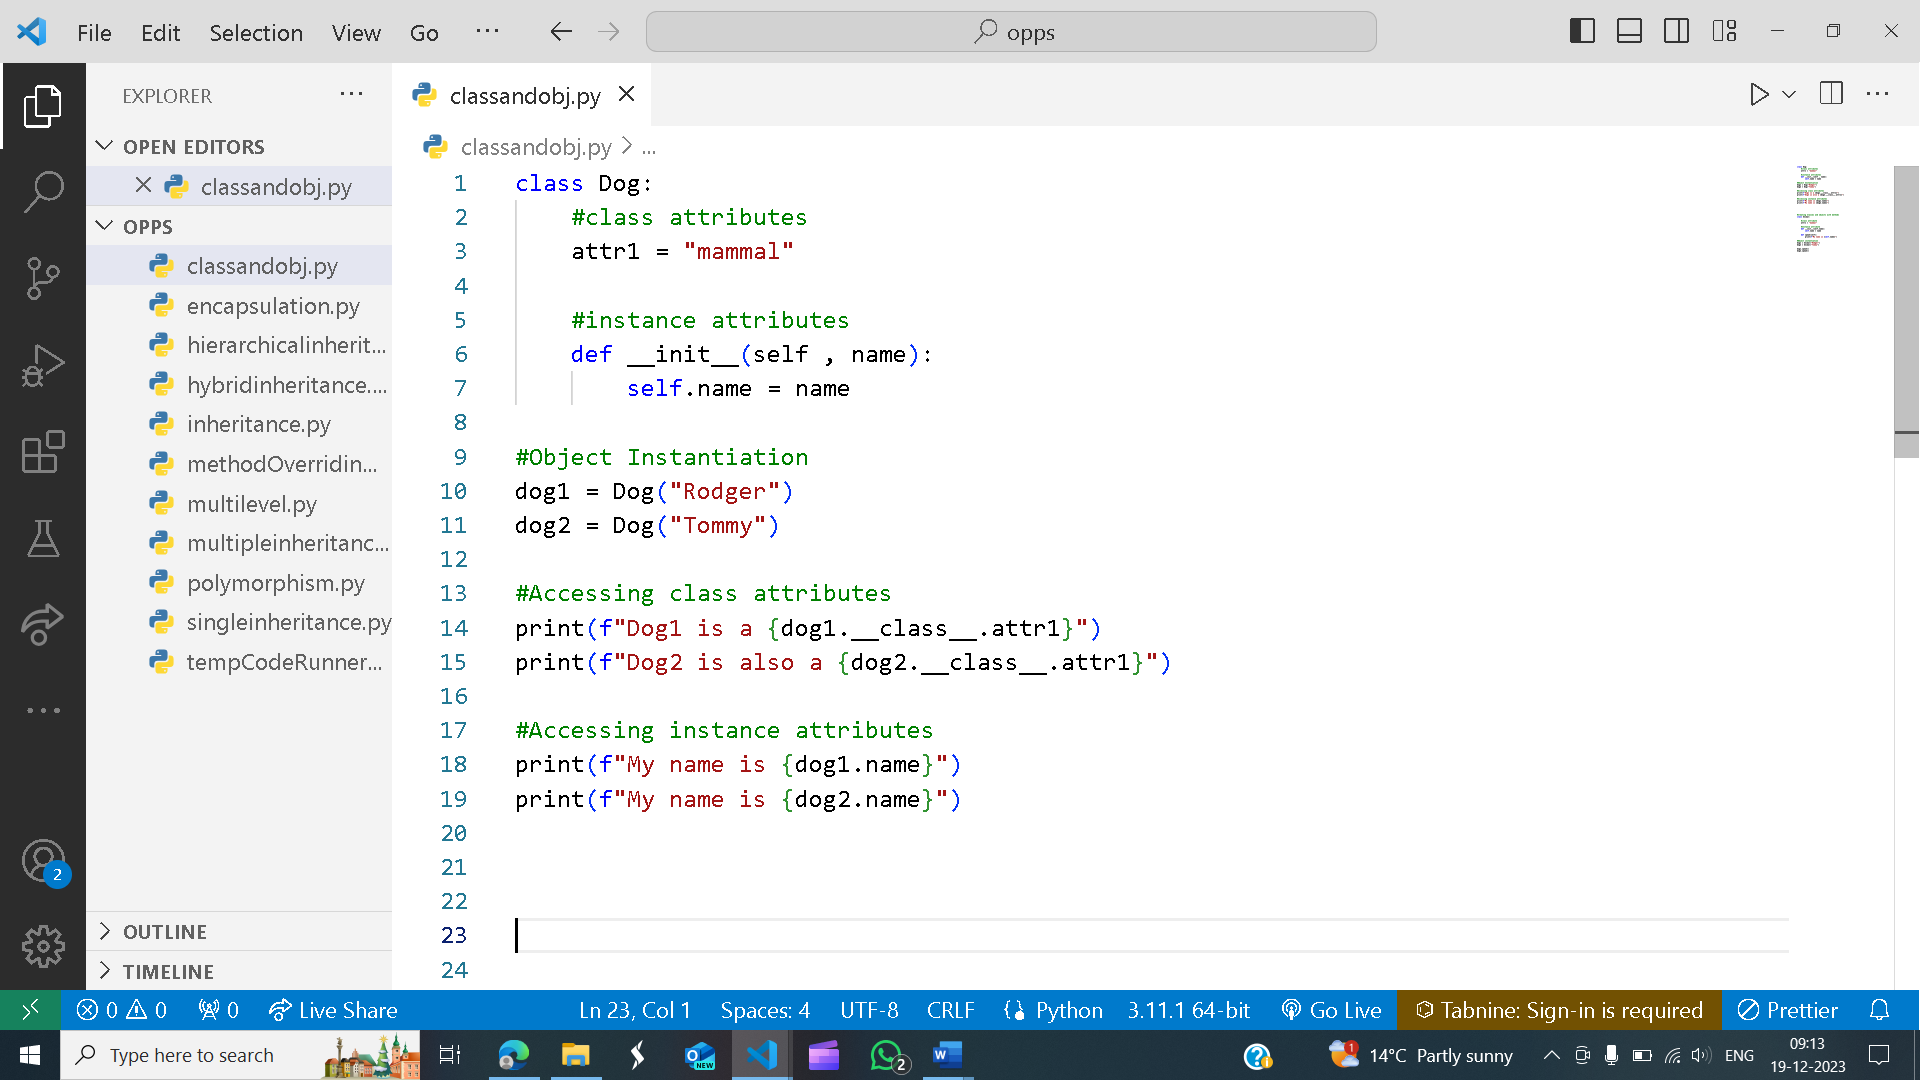 File Edit Selection View Go ··· opps
EXPLORER ···
classandobj.py
OPEN EDITORS
classandobj.py
OPPS
classandobj.py
encapsulation.py
hierarchicalinherit...
hybridinheritance....
inheritance.py
methodOverridin...
multilevel.py
multipleinheritanc...
polymorphism.py
singleinheritance.py
tempCodeRunner...
OUTLINE
TIMELINE
classandobj.py > ...
1 class Dog:
2     #class attributes
3     attr1 = "mammal"
4
5     #instance attributes
6     def __init__(self , name):
7         self.name = name
8
9 #Object Instantiation
10 dog1 = Dog("Rodger")
11 dog2 = Dog("Tommy")
12
13 #Accessing class attributes
14 print(f"Dog1 is a {dog1.__class__.attr1}")
15 print(f"Dog2 is also a {dog2.__class__.attr1}")
16
17 #Accessing instance attributes
18 print(f"My name is {dog1.name}")
19 print(f"My name is {dog2.name}")
20
21
22
23
24
2
0 0 0 Live Share Ln 23, Col 1 Spaces: 4 UTF-8 CRLF Python 3.11.1 64-bit Go Live Tabnine: Sign-in is required Prettier
Type here to search NEW 2 W 1 14°C Partly sunny ENG 09:13
19-12-2023